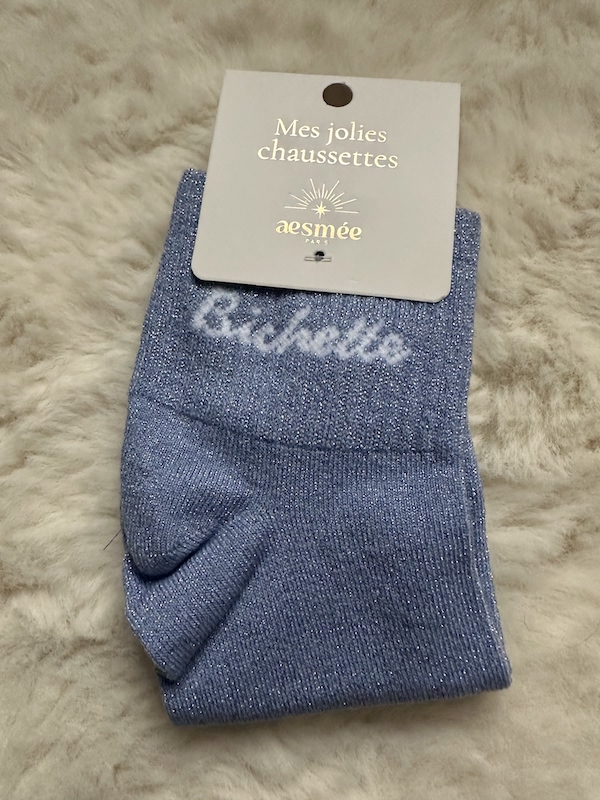 Mes jolies
chaussettes
aesmée
PARIS
Bichette